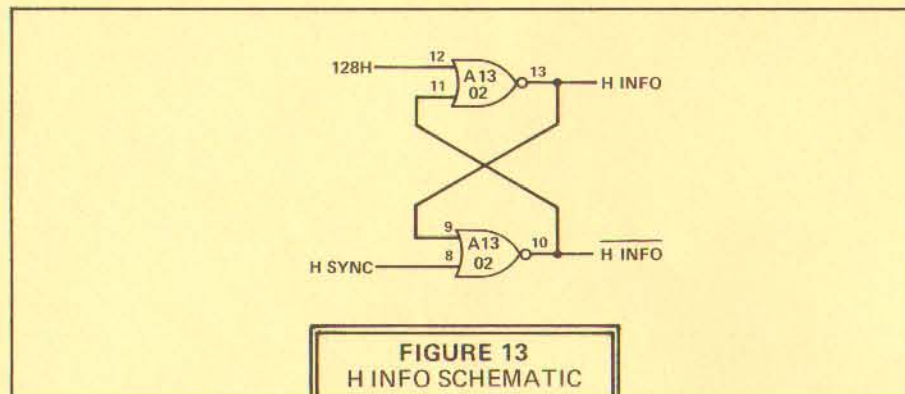 128H
12
11
A13
02
13
H INFO
9
8
A13
02
10
H INFO
H SYNC
FIGURE 13
H INFO SCHEMATIC